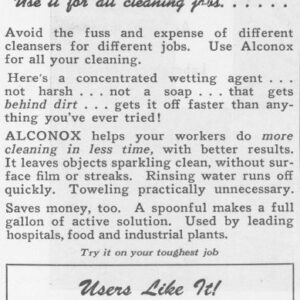 Use it for all cleaning jobs. . . . . .
Avoid the fuss and expense of different
cleansers for different jobs. Use Alconox
for all your cleaning.
Here's a concentrated wetting agent . . .
not harsh . . . not a soap . . . that gets
behind dirt . . . gets it off faster than any-
thing you've ever tried!
ALCONOX helps your workers do more
cleaning in less time, with better results.
It leaves objects sparkling clean, without sur-
face film or streaks. Rinsing water runs off
quickly. Toweling practically unnecessary.
Saves money, too. A spoonful makes a full
gallon of active solution. Used by leading
hospitals, food and industrial plants.
Try it on your toughest job
Users Like It!